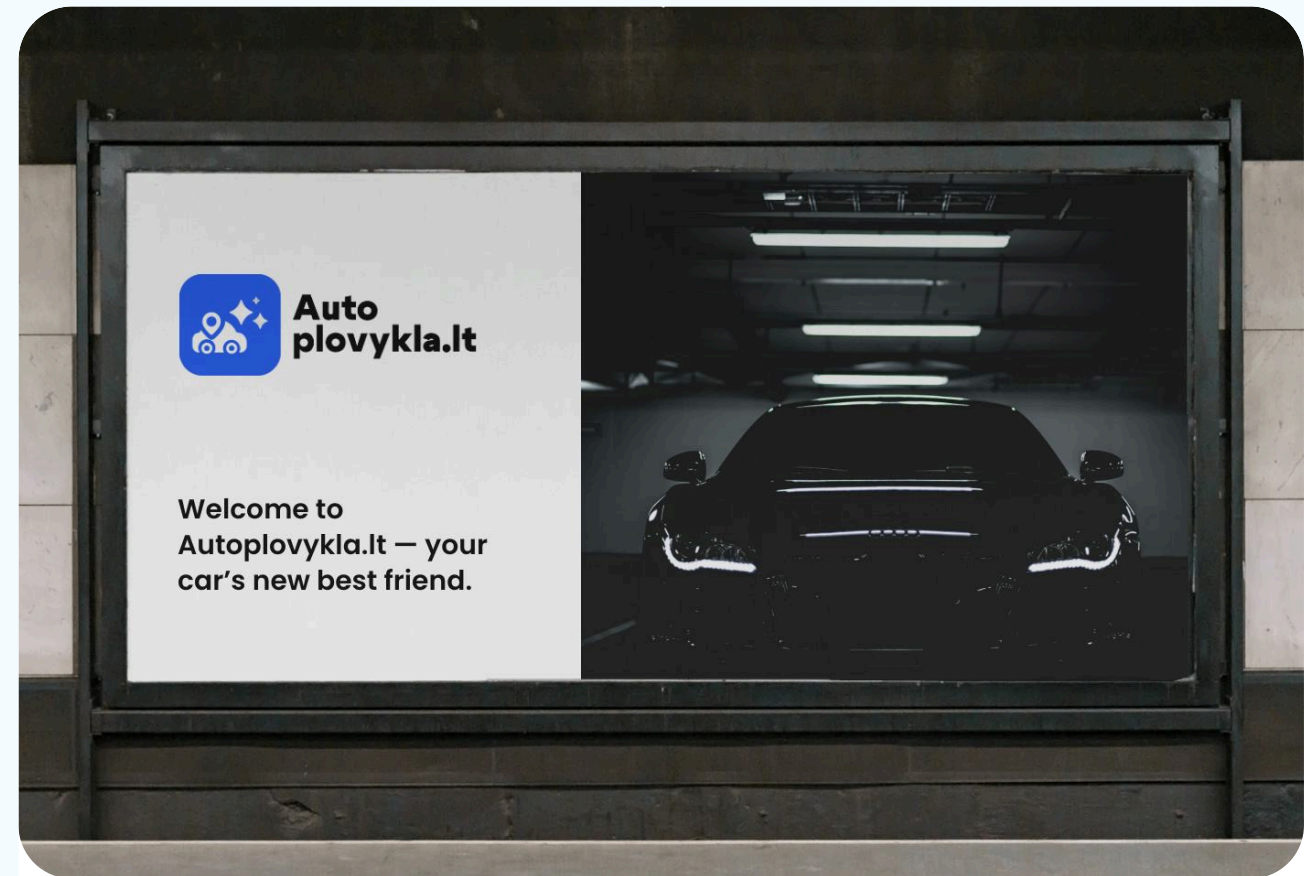 Auto
plovykla.lt
Welcome to
Autoplovykla.lt — your
car’s new best friend.